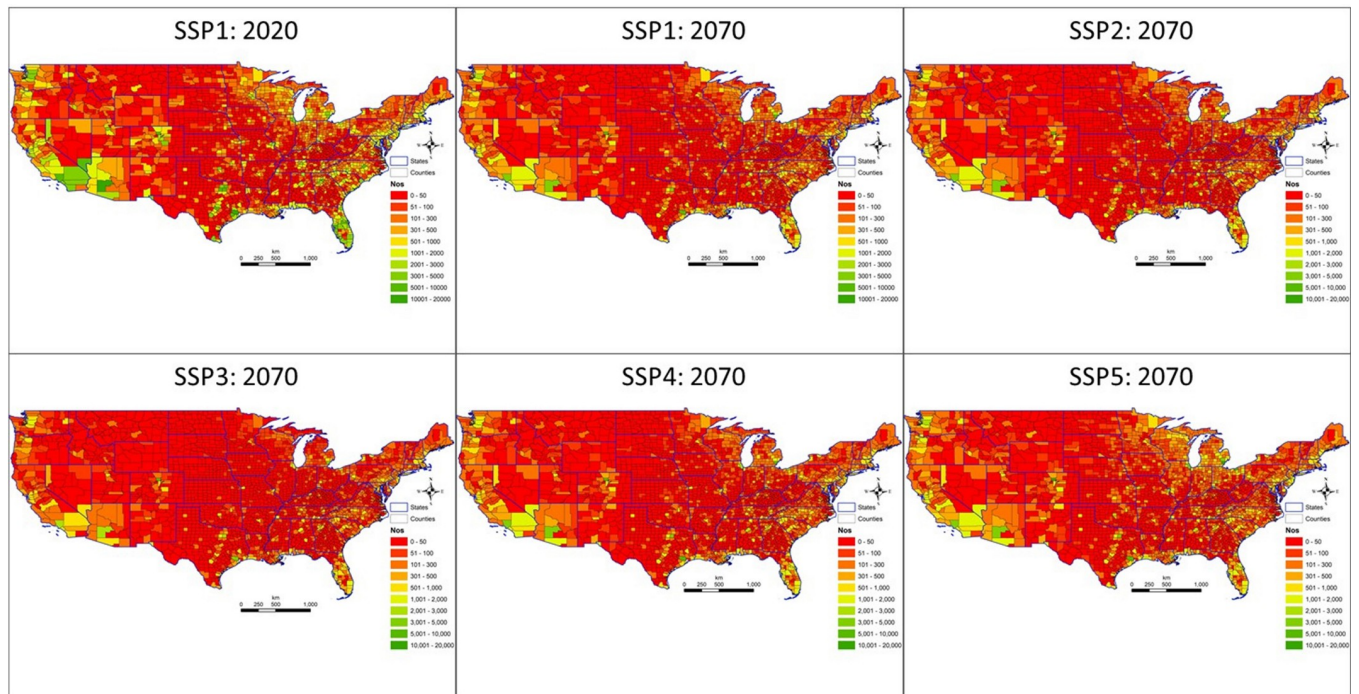 SSP1: 2020
States
Counties
Nos
0 - 50
51 - 100
101 - 300
301 - 500
501 - 1000
1001 - 2000
2001 - 3000
3001 - 5000
5001 - 10000
10001 - 20000
km
0 250 500 1,000
SSP1: 2070
States
Counties
Nos
0 - 50
51 - 100
101 - 300
301 - 500
501 - 1000
1001 - 2000
2001 - 3000
3001 - 5000
5001 - 10000
10001 - 20000
km
0 250 500 1,000
SSP2: 2070
States
Counties
Nos
0 - 50
51 - 100
101 - 300
301 - 500
501 - 1,000
1,001 - 2,000
2,001 - 3,000
3,001 - 5,000
5,001 - 10,000
10,001 - 20,000
km
0 250 500 1,000
SSP3: 2070
States
Counties
Nos
0 - 50
51 - 100
101 - 300
301 - 500
501 - 1,000
1,001 - 2,000
2,001 - 3,000
3,001 - 5,000
5,001 - 10,000
10,001 - 20,000
km
0 250 500 1,000
SSP4: 2070
States
Counties
Nos
0 - 50
51 - 100
101 - 300
301 - 500
501 - 1,000
1,001 - 2,000
2,001 - 3,000
3,001 - 5,000
5,001 - 10,000
10,001 - 20,000
km
0 250 500 1,000
SSP5: 2070
States
Counties
Nos
0 - 50
51 - 100
101 - 300
301 - 500
501 - 1,000
1,001 - 2,000
2,001 - 3,000
3,001 - 5,000
5,001 - 10,000
10,001 - 20,000
km
0 250 500 1,000